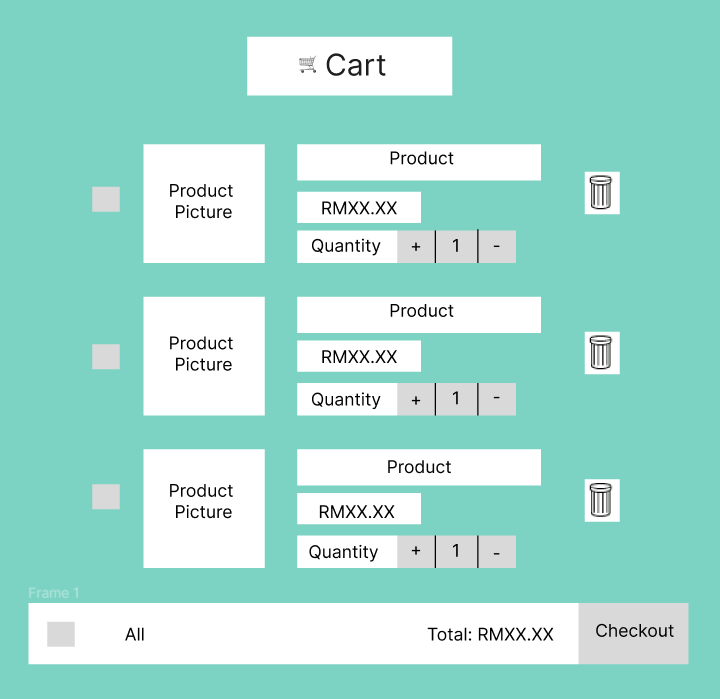 Cart
Product
Picture
Product
RMXX.XX
Quantity + 1 -
Product
Picture
Product
RMXX.XX
Quantity + 1 -
Product
Picture
Product
RMXX.XX
Quantity + 1 -
Frame 1
All Total: RMXX.XX Checkout